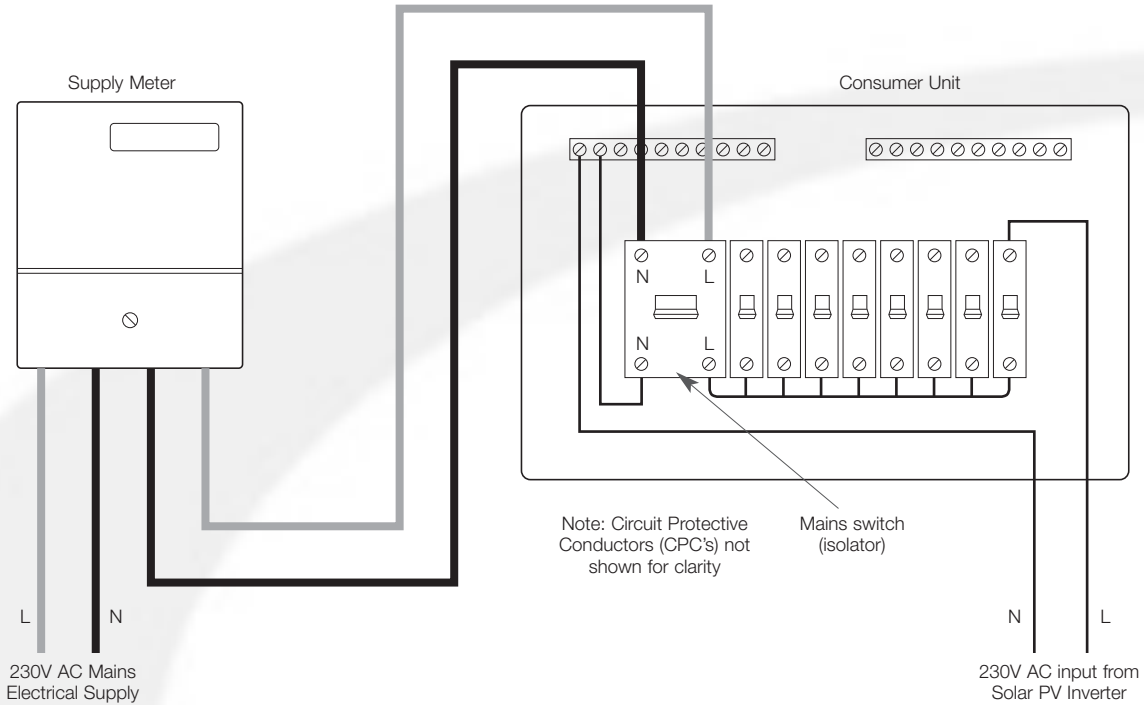 Supply Meter
Consumer Unit
N
L
N
L
Note: Circuit Protective
Conductors (CPC's) not
shown for clarity
Mains switch
(isolator)
L
N
230V AC Mains
Electrical Supply
N
L
230V AC input from
Solar PV Inverter